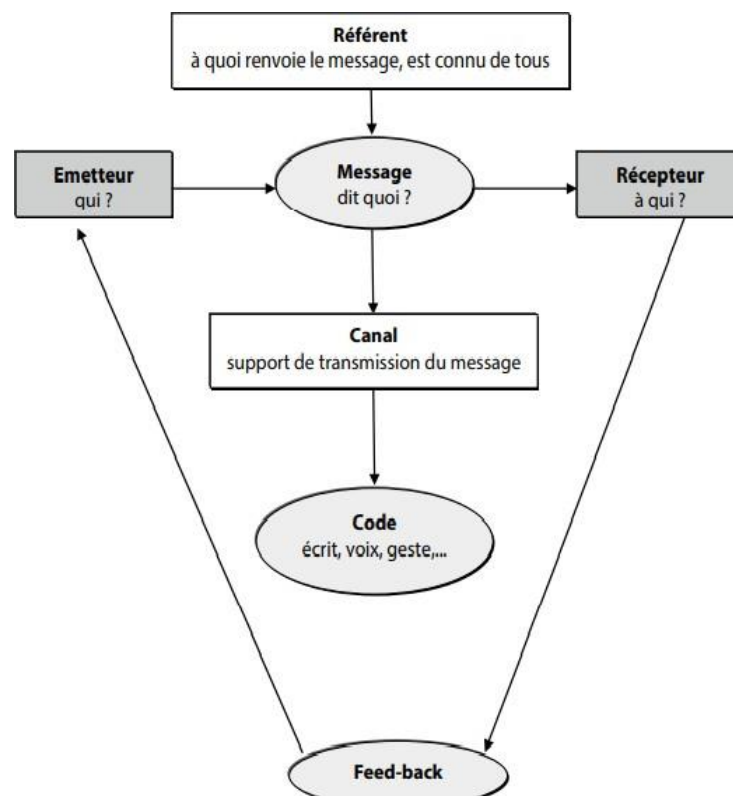 Référent
à quoi renvoie le message, est connu de tous
Emetteur
qui ?
Message
dit quoi ?
Récepteur
à qui ?
Canal
support de transmission du message
Code
écrit, voix, geste,...
Feed-back